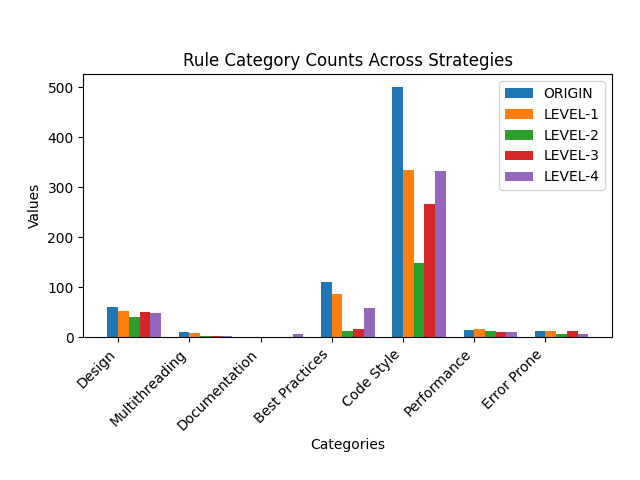 Rule Category Counts Across Strategies
500
400
300
200
100
0
Values
ORIGIN
LEVEL-1
LEVEL-2
LEVEL-3
LEVEL-4
Design
Multithreading
Documentation
Best Practices
Code Style
Performance
Error Prone
Categories